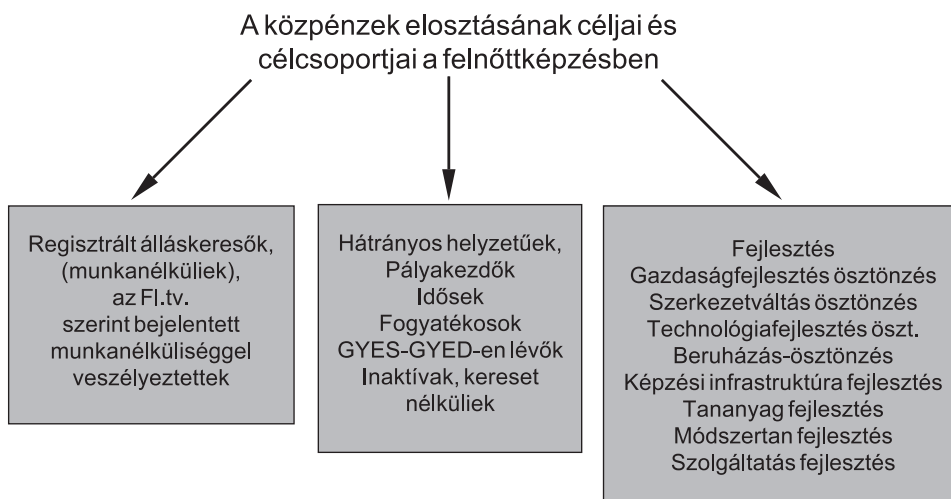 A közpénzek elosztásának céljai és
célcsoportjai a felnőttképzésben
Regisztrált álláskeresők,
(munkanélküliek),
az Fl.tv.
szerint bejelentett
munkanélküliséggel
veszélyeztettek
Hátrányos helyzetűek,
Pályakezdők
Idősek
Fogyatékosok
GYES-GYED-en lévők
Inaktívak, kereset
nélküliek
Fejlesztés
Gazdaságfejlesztés ösztönzés
Szerkezetváltás ösztönzés
Technológiafejlesztés öszt.
Beruházás-ösztönzés
Képzési infrastruktúra fejlesztés
Tananyag fejlesztés
Módszertan fejlesztés
Szolgáltatás fejlesztés